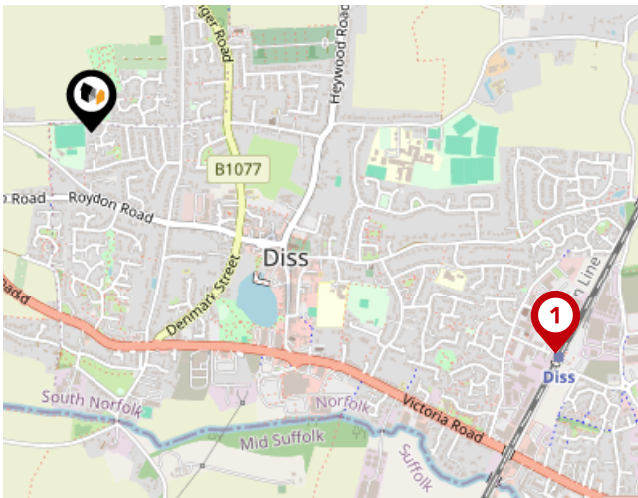 Heywood Road
B1077
Road
Roydon Road
Diss
Denmark Street
Line
1
Diss
South Norfolk
Norfolk
Victoria Road
Mid Suffolk
Suffolk